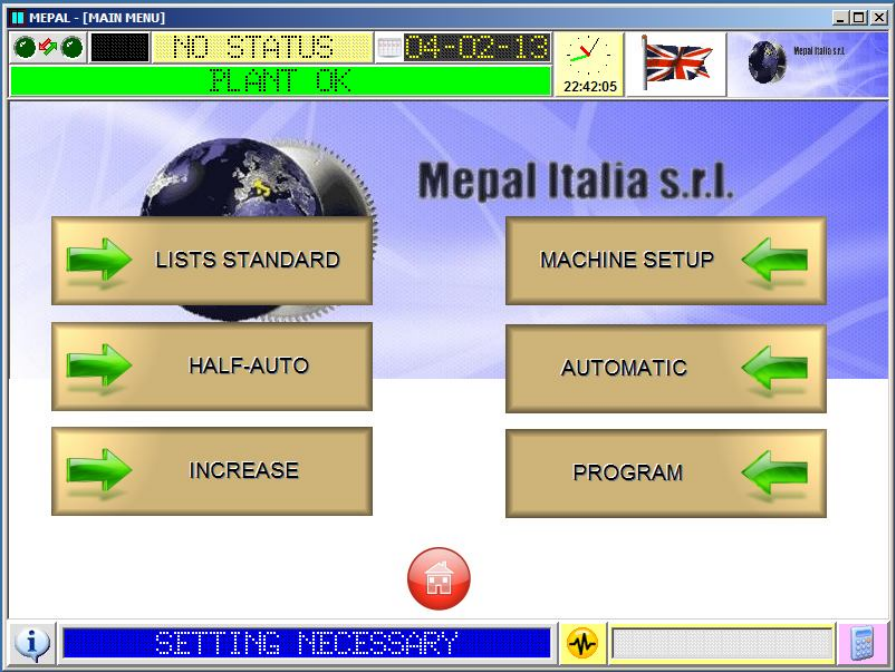 MEPAL - [MAIN MENU]
NO STATUS
04-02-13
PLANT OK
22:42:05
Mepal Italia s.r.l.
Mepal Italia s.r.l.
LISTS STANDARD
MACHINE SETUP
HALF-AUTO
AUTOMATIC
INCREASE
PROGRAM
SETTING NECESSARY